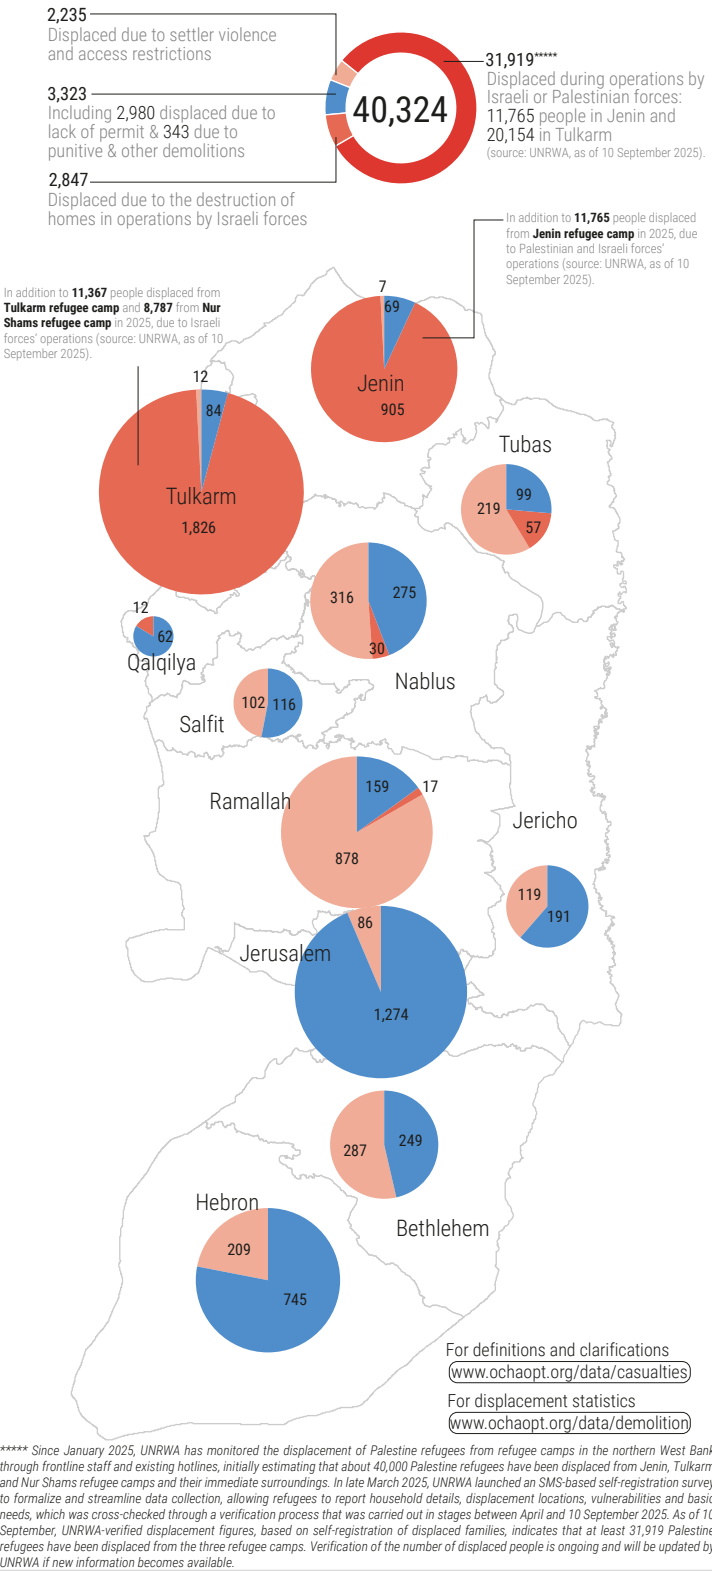 2,235
Displaced due to settler violence
and access restrictions
3,323
Including 2,980 displaced due to
lack of permit & 343 due to
punitive & other demolitions
2,847
Displaced due to the destruction of
homes in operations by Israeli forces
40,324
31,919*****
Displaced during operations by
Israeli or Palestinian forces:
11,765 people in Jenin and
20,154 in Tulkarm
(source: UNRWA, as of 10 September 2025).
In addition to 11,765 people displaced
from Jenin refugee camp in 2025, due
to Palestinian and Israeli forces'
operations (source: UNRWA, as of 10
September 2025).
In addition to 11,367 people displaced from
Tulkarm refugee camp and 8,787 from Nur
Shams refugee camp in 2025, due to Israeli
forces' operations (source: UNRWA, as of 10
September 2025).
7
69
Jenin
905
12
84
Tulkarm
1,826
Tubas
219
99
57
316
275
30
Nablus
12
62
Qalqilya
102
116
Salfit
Ramallah
159
17
878
Jericho
119
191
86
Jerusalem
1,274
287
249
Bethlehem
Hebron
209
745
For definitions and clarifications
www.ochaopt.org/data/casualties
For displacement statistics
www.ochaopt.org/data/demolition
***** Since January 2025, UNRWA has monitored the displacement of Palestine refugees from refugee camps in the northern West Bank
through frontline staff and existing hotlines, initially estimating that about 40,000 Palestine refugees have been displaced from Jenin, Tulkarm
and Nur Shams refugee camps and their immediate surroundings. In late March 2025, UNRWA launched an SMS-based self-registration survey
to formalize and streamline data collection, allowing refugees to report household details, displacement locations, vulnerabilities and basic
needs, which was cross-checked through a verification process that was carried out in stages between April and 10 September 2025. As of 10
September, UNRWA-verified displacement figures, based on self-registration of displaced families, indicates that at least 31,919 Palestine
refugees have been displaced from the three refugee camps. Verification of the number of displaced people is ongoing and will be updated by
UNRWA if new information becomes available.